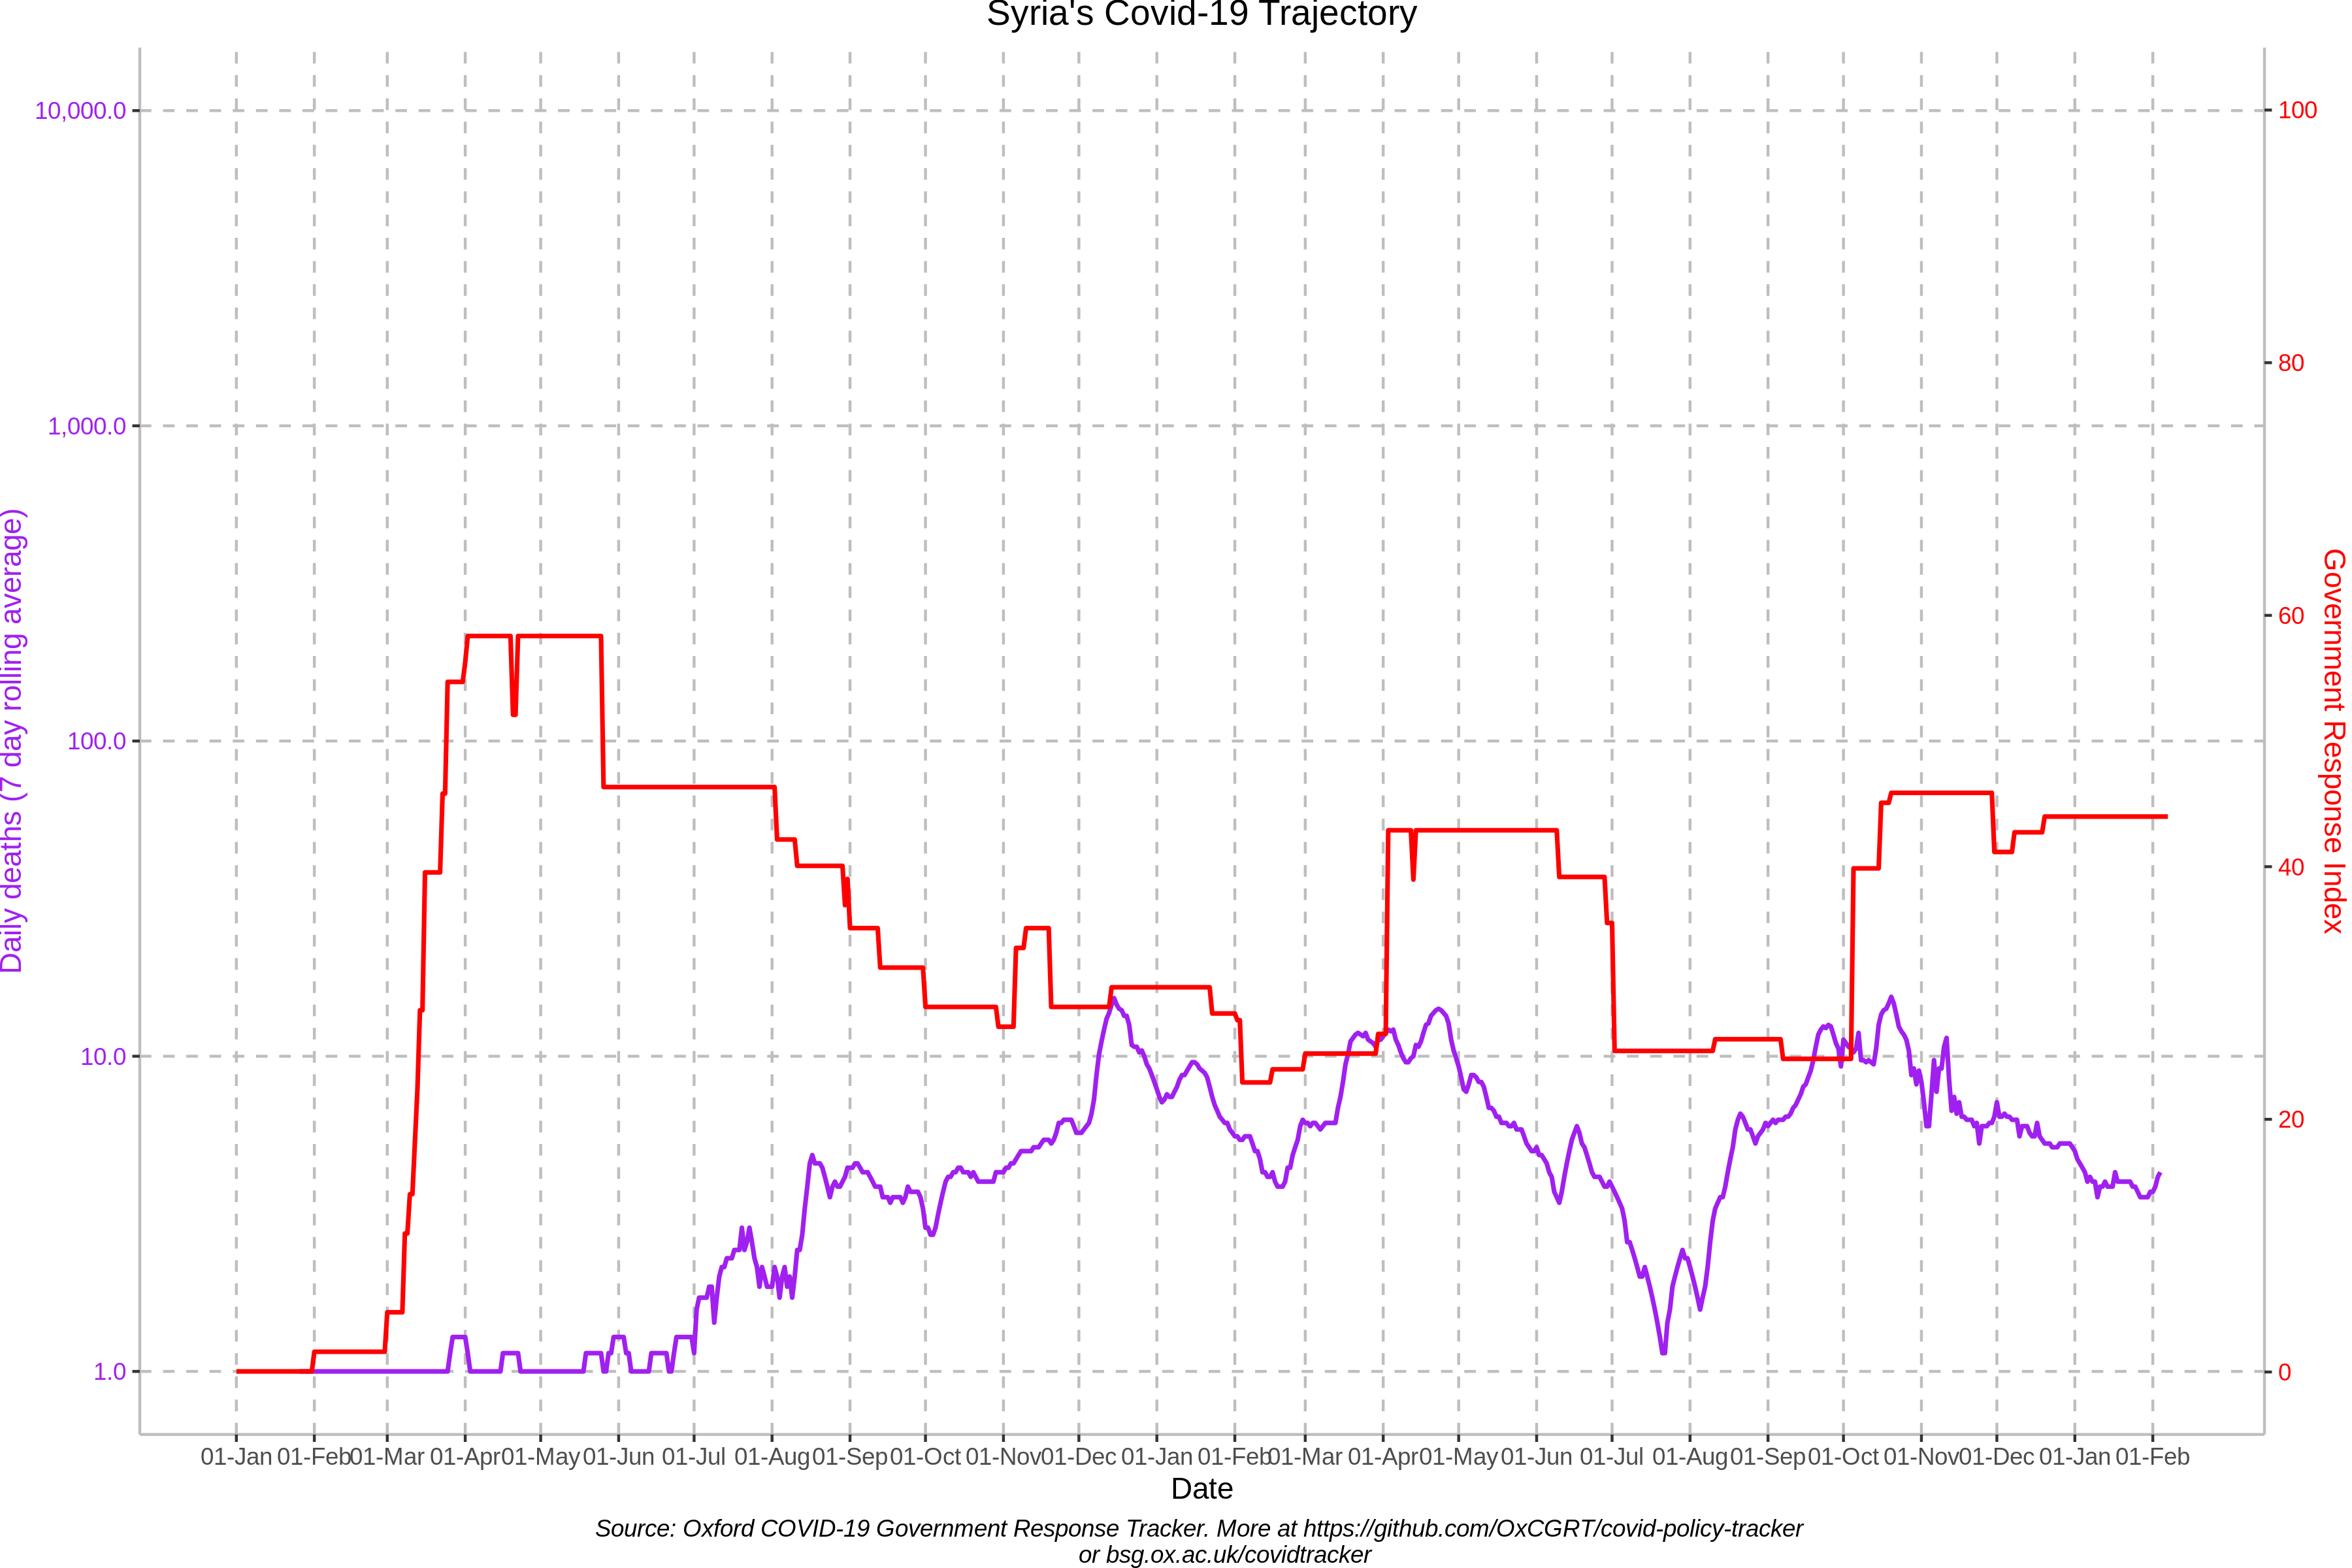 Syria's Covid-19 Trajectory
10,000.0
1,000.0
100.0
10.0
1.0
Daily deaths (7 day rolling average)
100
80
60
40
20
0
Government Response Index
01-Jan 01-Feb 01-Mar 01-Apr 01-May 01-Jun 01-Jul 01-Aug 01-Sep 01-Oct 01-Nov 01-Dec 01-Jan 01-Feb 01-Mar 01-Apr 01-May 01-Jun 01-Jul 01-Aug 01-Sep 01-Oct 01-Nov 01-Dec 01-Jan 01-Feb
Date
Source: Oxford COVID-19 Government Response Tracker. More at https://github.com/OxCGRT/covid-policy-tracker
or bsg.ox.ac.uk/covidtracker